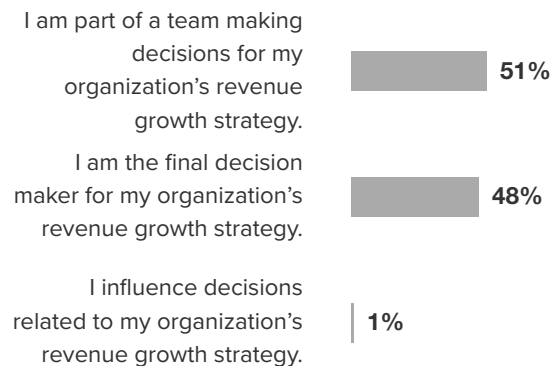 I am part of a team making
decisions for my
organization’s revenue
growth strategy.
51%
I am the final decision
maker for my organization’s
revenue growth strategy.
48%
I influence decisions
related to my organization’s
revenue growth strategy.
1%